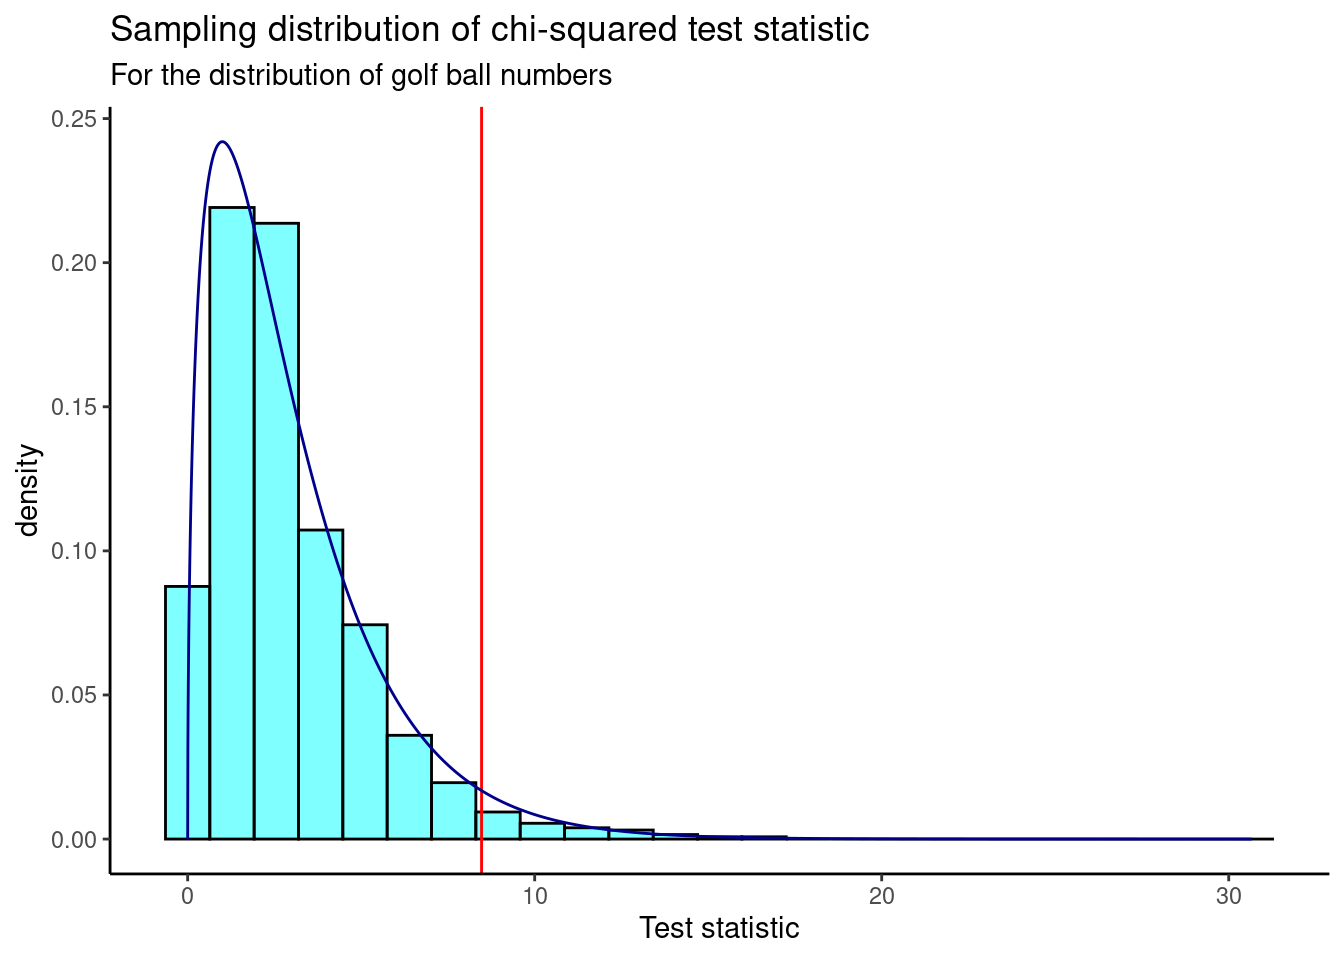 Sampling distribution of chi-squared test statistic
For the distribution of golf ball numbers
0.25
0.20
0.15
0.10
0.05
0.00
density
0 10 20 30
Test statistic